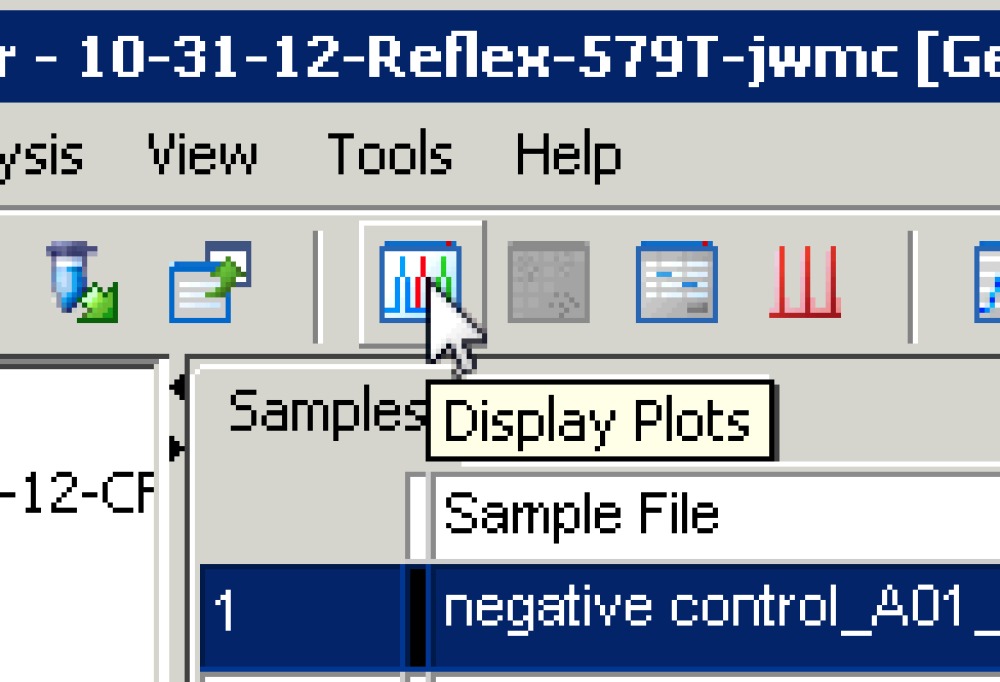 r - 10-31-12-Reflex-579T-jwmc [Ge
ysis View Tools Help
Samples
Display Plots
-12-CF
Sample File
1 negative control_A01_